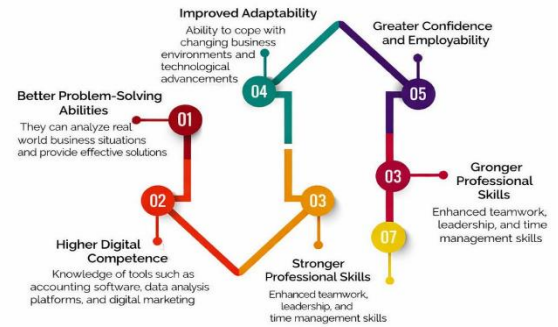 Improved Adaptability
Ability to cope with
changing business
environments and
technological
advancements
04
Greater Confidence
and Employability
05
Better Problem-Solving
Abilities
They can analyze real
world business situations
and provide effective solutions
01
02
Higher Digital
Competence
Knowledge of tools such as
accounting software, data analysis
platforms, and digital marketing
03
Stronger
Professional Skills
Enhanced teamwork,
leadership, and
time management skills
03
Gronger
Professional
Skills
Enhanced teamwork,
leadership, and time
management skills
07